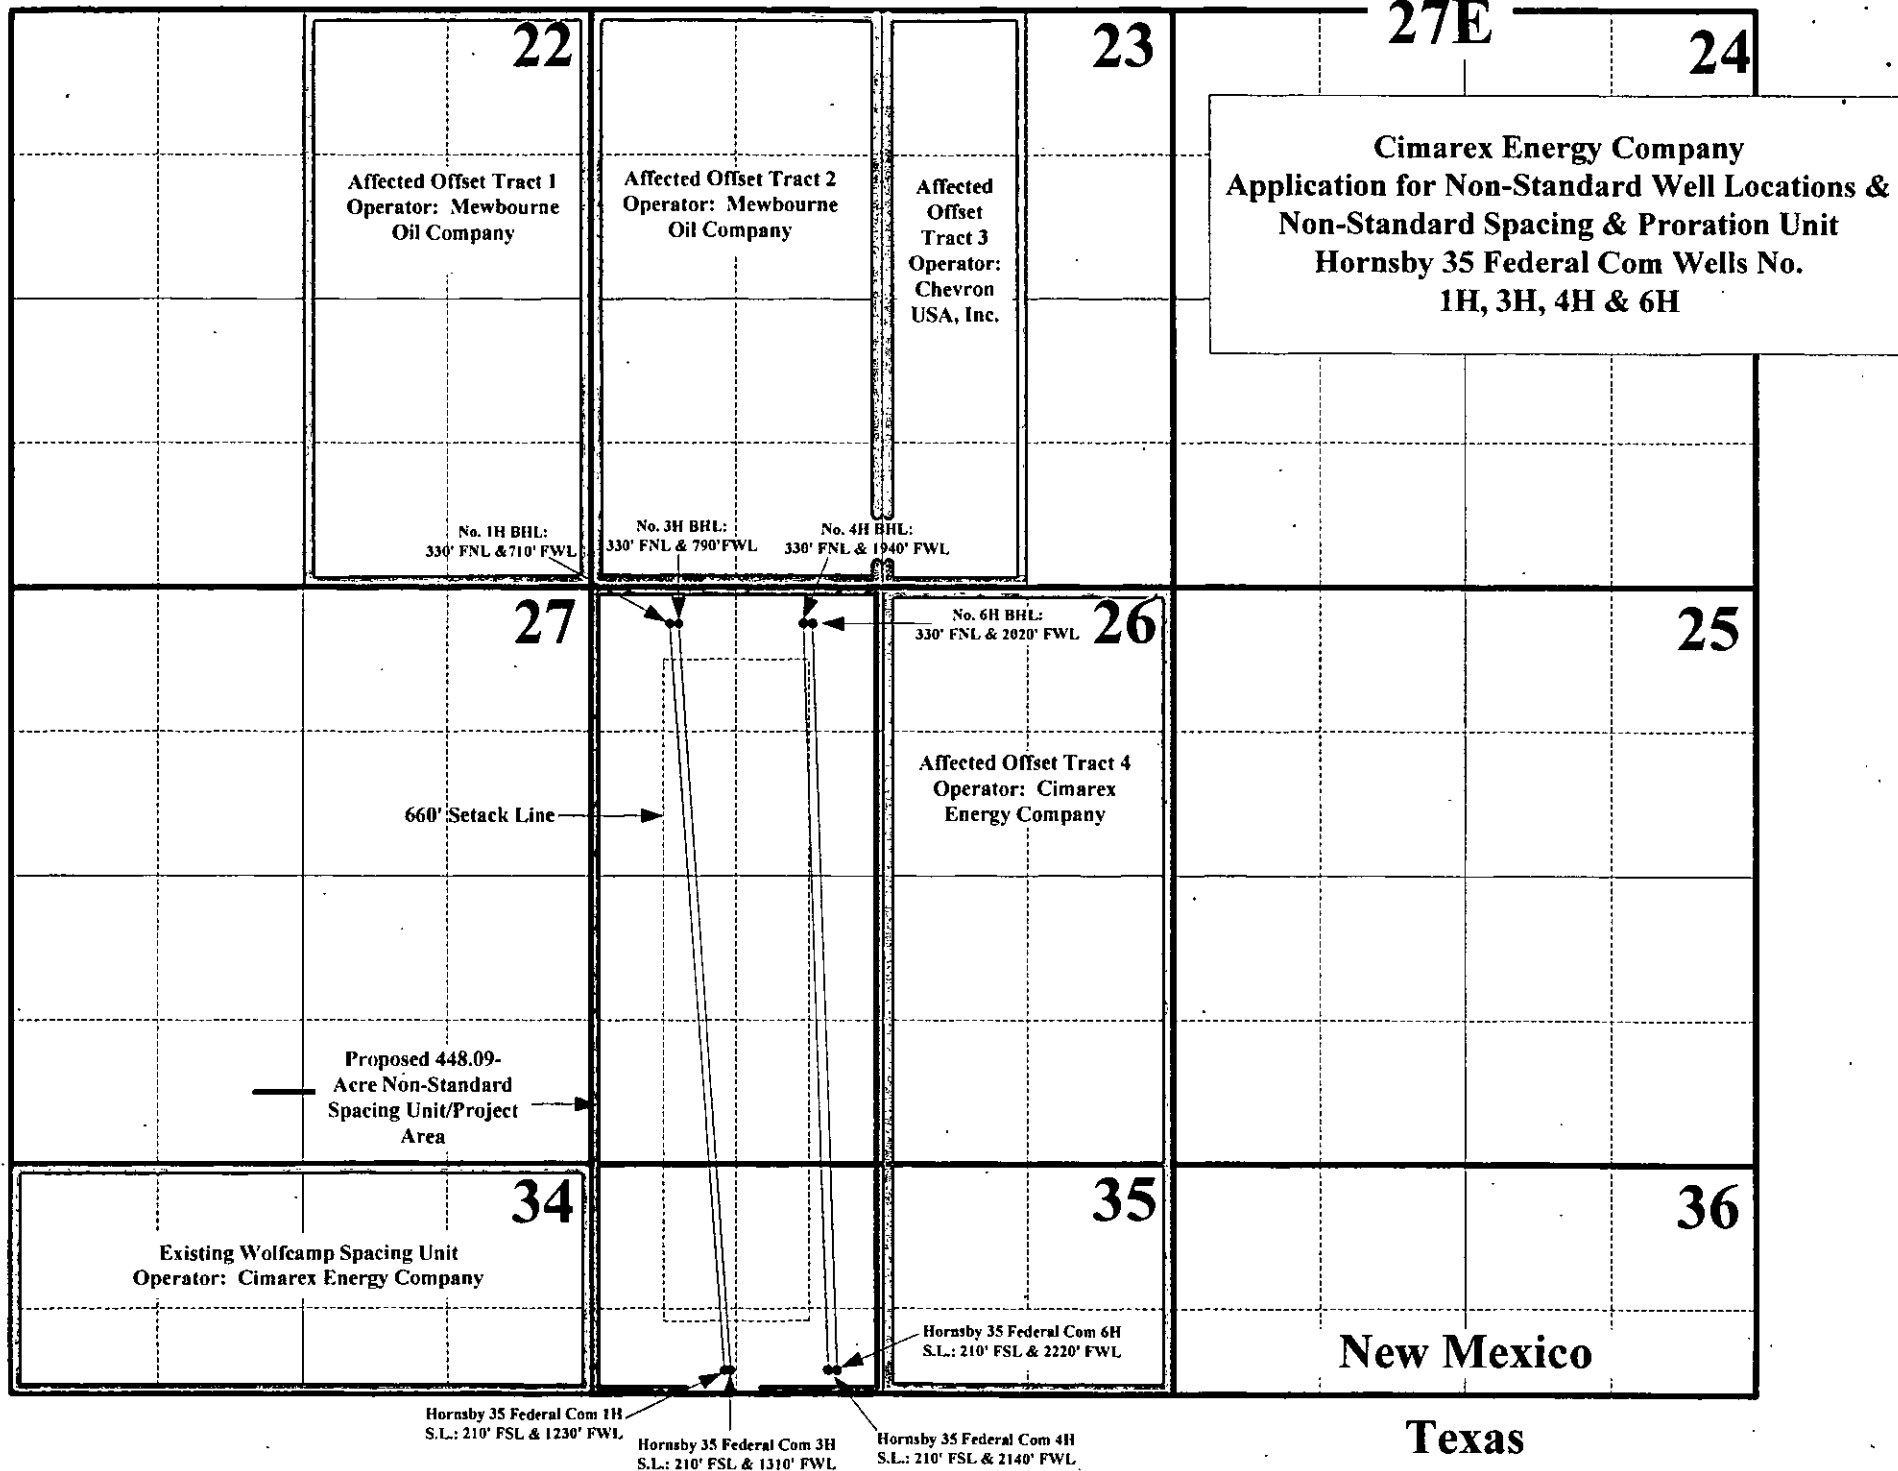 27E
22
23
24
Cimarex Energy Company
Application for Non-Standard Well Locations &
Non-Standard Spacing & Proration Unit
Hornsby 35 Federal Com Wells No.
1H, 3H, 4H & 6H
Affected Offset Tract 1
Operator: Mewbourne
Oil Company
Affected Offset Tract 2
Operator: Mewbourne
Oil Company
Affected
Offset
Tract 3
Operator:
Chevron
USA, Inc.
No. 1H BHL:
330' FNL & 710' FWL
No. 3H BHL:
330' FNL & 790'FWL
No. 4H BHL:
330' FNL & 1940' FWL
27
No. 6H BHL:
330' FNL & 2020' FWL
26
25
660' Setack Line
Affected Offset Tract 4
Operator: Cimarex
Energy Company
Proposed 448.09-
Acre Non-Standard
Spacing Unit/Project
Area
34
35
36
Existing Wolfcamp Spacing Unit
Operator: Cimarex Energy Company
Hornsby 35 Federal Com 6H
S.L.: 210' FSL & 2220' FWL
New Mexico
Hornsby 35 Federal Com 1H
S.L.: 210' FSL & 1230' FWL
Hornsby 35 Federal Com 3H
S.L.: 210' FSL & 1310' FWL
Hornsby 35 Federal Com 4H
S.L.: 210' FSL & 2140' FWL
Texas